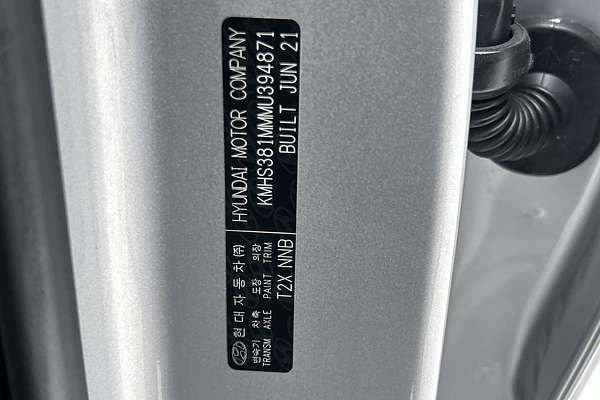 현대자동차(주) HYUNDAI MOTOR COMPANY
KMHS381MMMU394871
변속기 차축 도장 외장
TRANSM AXLE PAINT TRIM
BUILT JUN 21
T2X NNB